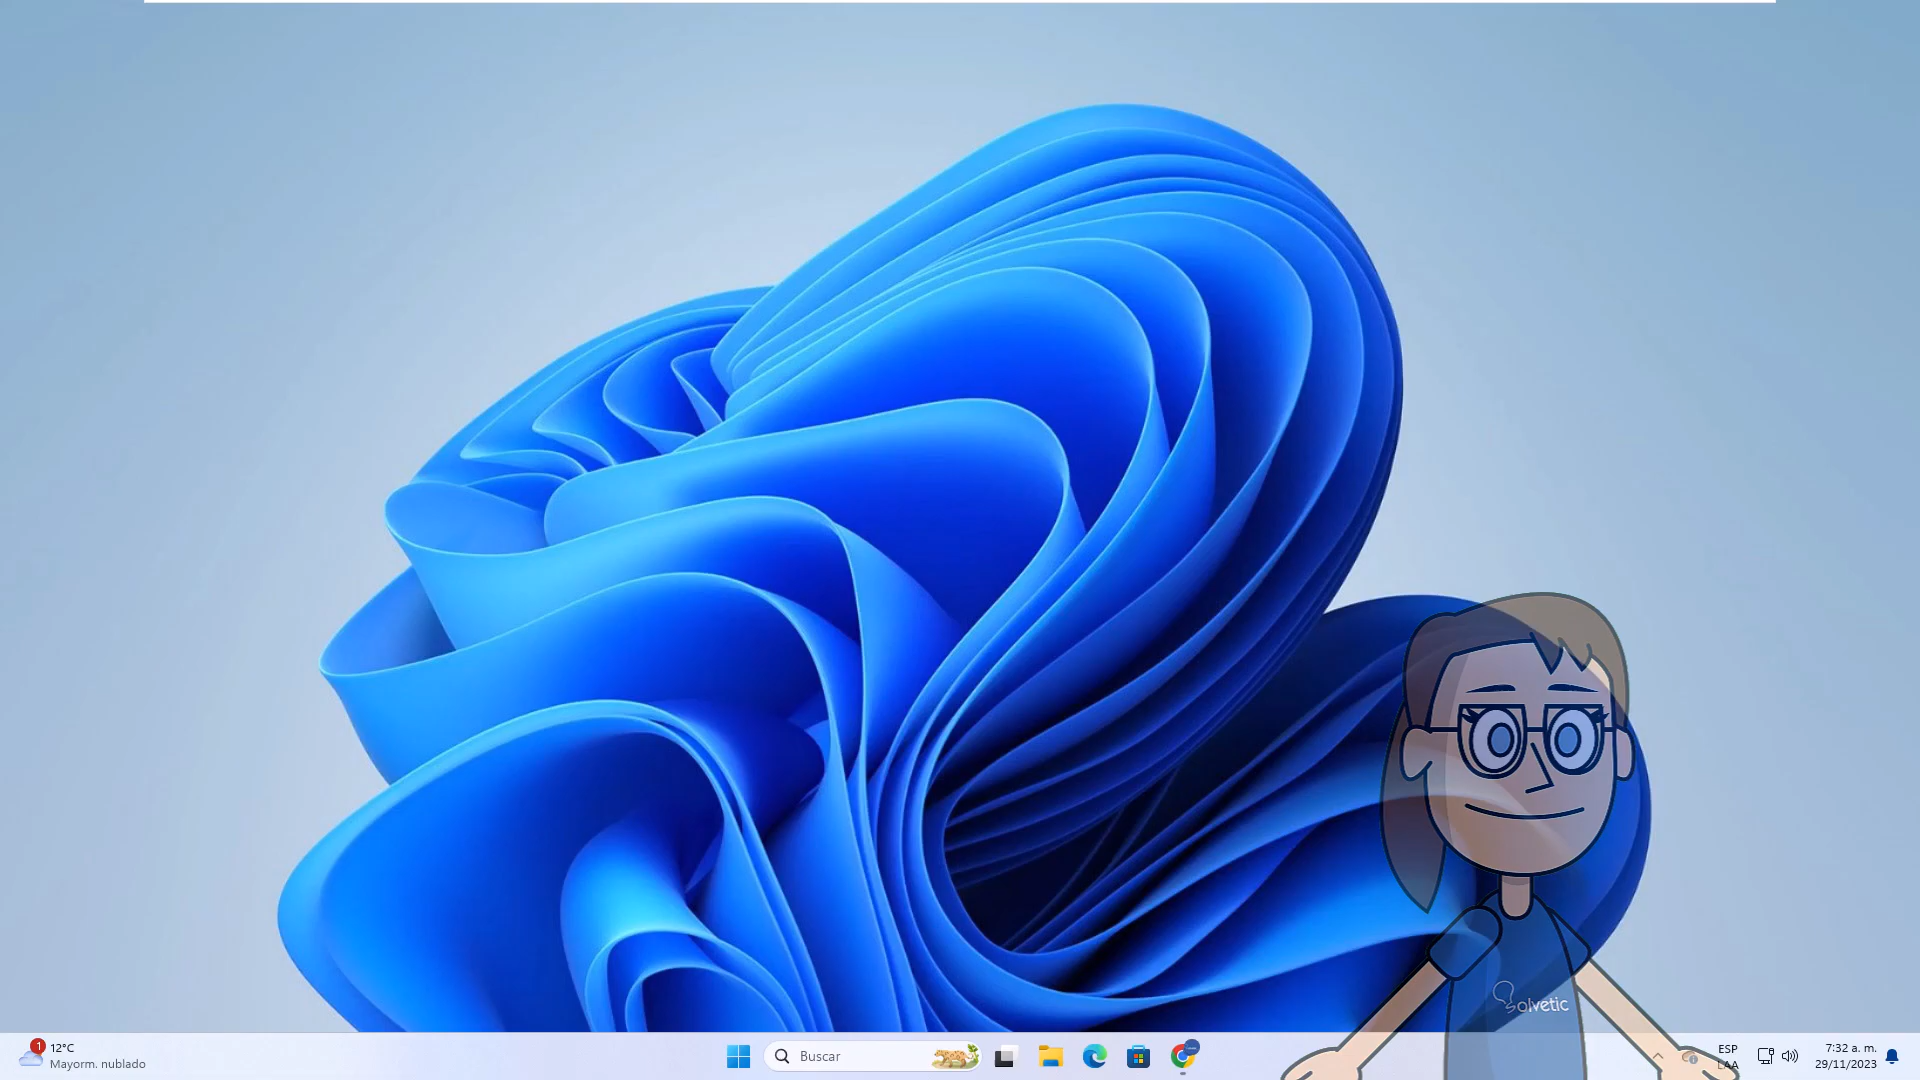 Solvetic
1
12°C
Mayorm. nublado
Buscar
ESP
LAA
7:32 a. m.
29/11/2023